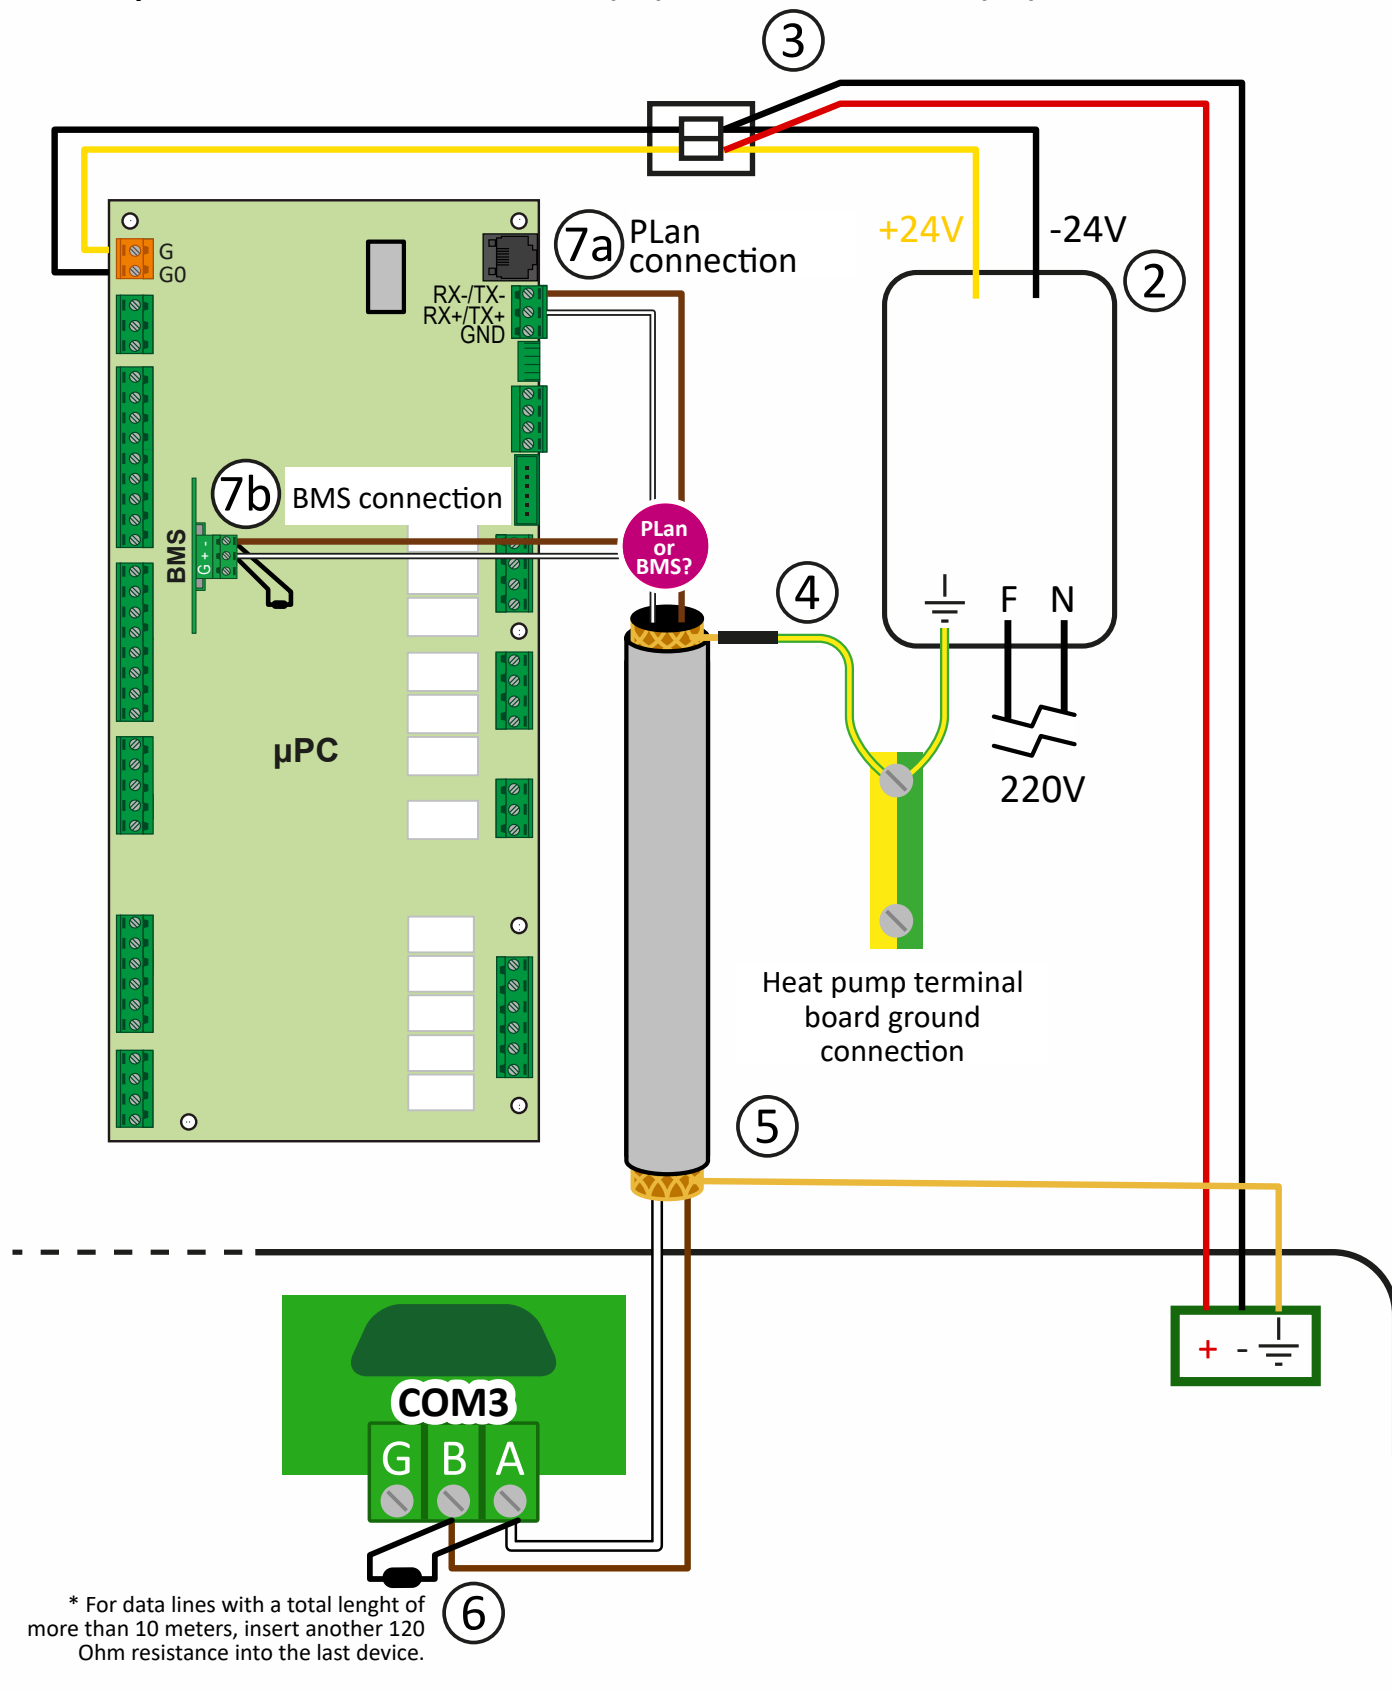 3
+24V
-24V
2
G
G0
7a
PLan
connection
RX-/TX-
RX+/TX+
GND
7b
BMS connection
BMS
G + -
PLan
or
BMS?
4
F N
220V
µPC
Heat pump terminal
board ground
connection
5
+ -
COM3
G B A
6
* For data lines with a total lenght of
more than 10 meters, insert another 120
Ohm resistance into the last device.